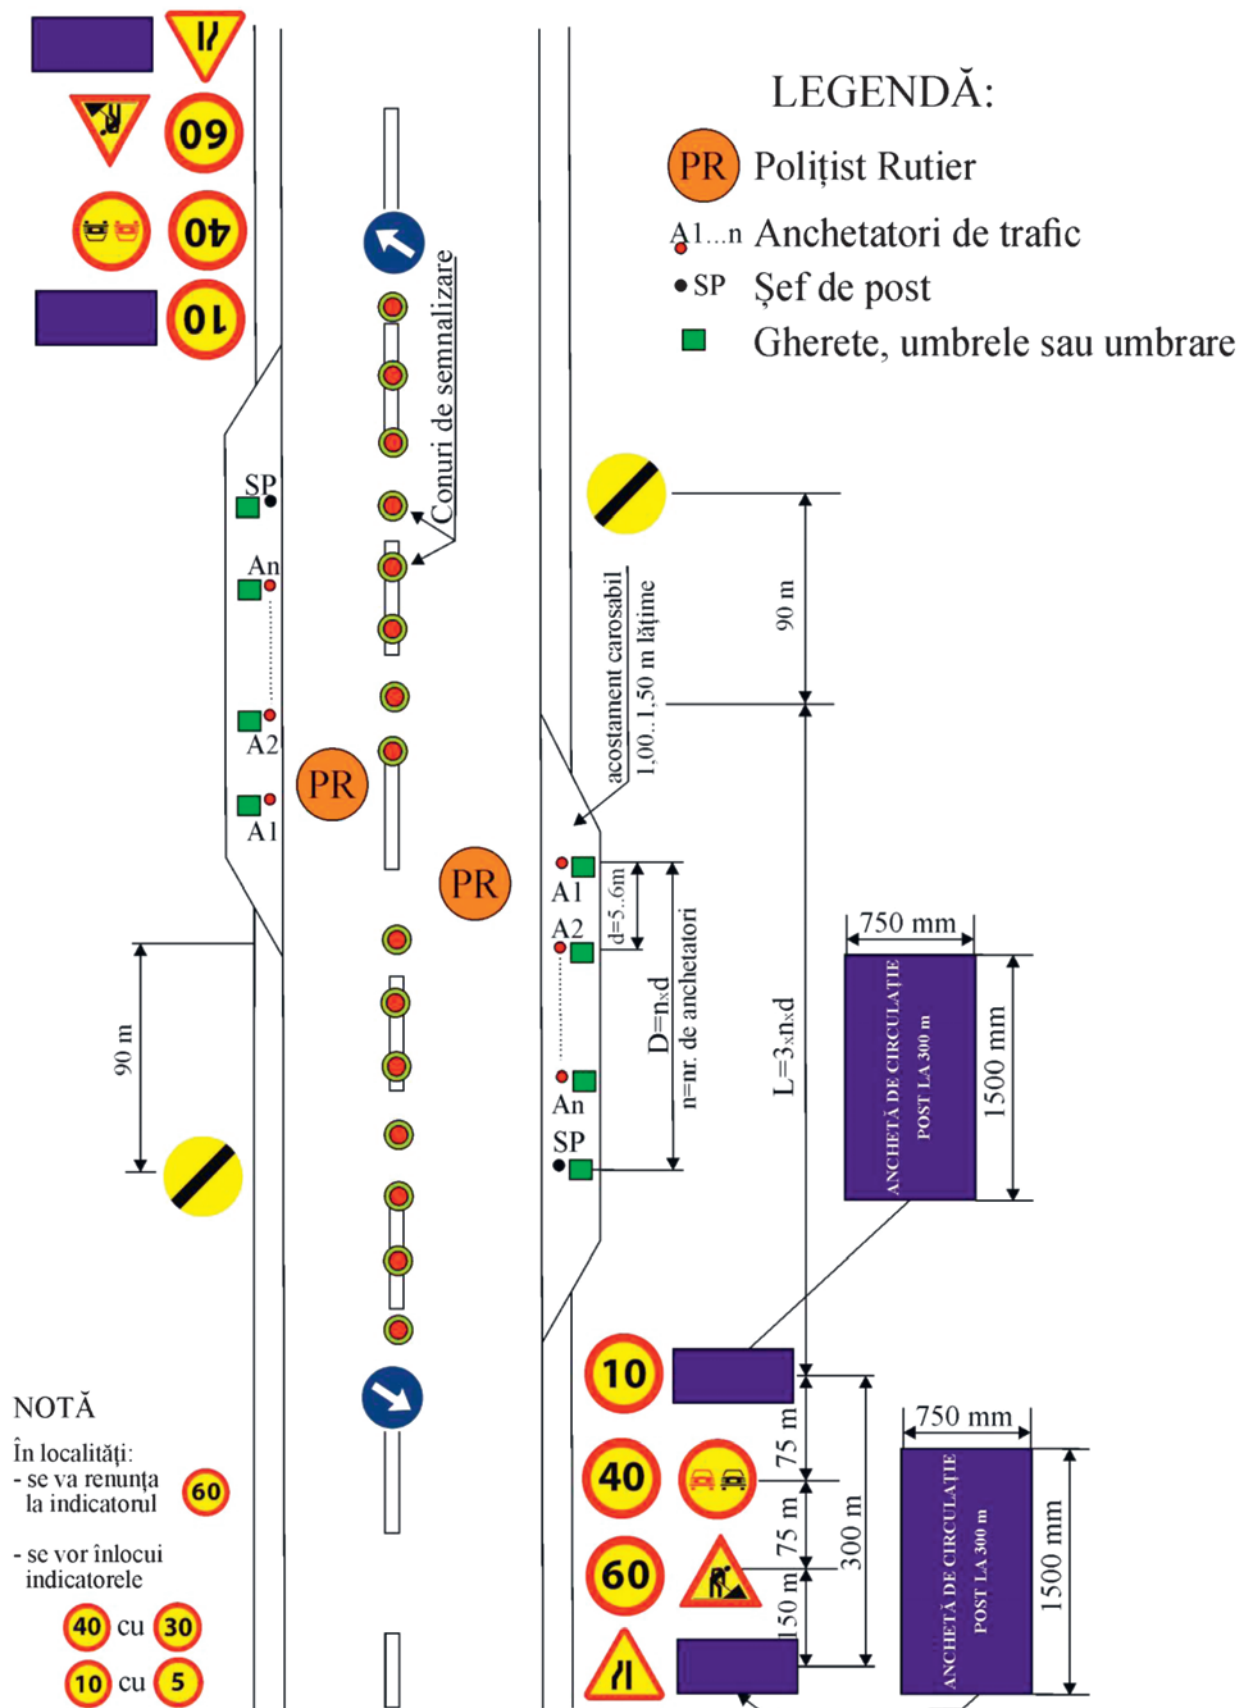 60
40
10
LEGENDĂ:
PR Polițist Rutier
A1...n Anchetatori de trafic
SP Șef de post
Gherete, umbrele sau umbrare
Conuri de semnalizare
SP
An
A2
A1
PR
PR
90 m
acostament carosabil
1,00..1,50 m lățime
A1
A2
An
SP
d=5..6m
D=nxd
n=nr. de anchetatori
L=3xnxd
90 m
750 mm
1500 mm
ANCHETĂ DE CIRCULAȚIE
POST LA 300 m
10
40
60
75 m
75 m
150 m
300 m
750 mm
1500 mm
ANCHETĂ DE CIRCULAȚIE
POST LA 300 m
NOTĂ
În localități:
- se va renunța
la indicatorul 60
- se vor înlocui
indicatorele
40 cu 30
10 cu 5